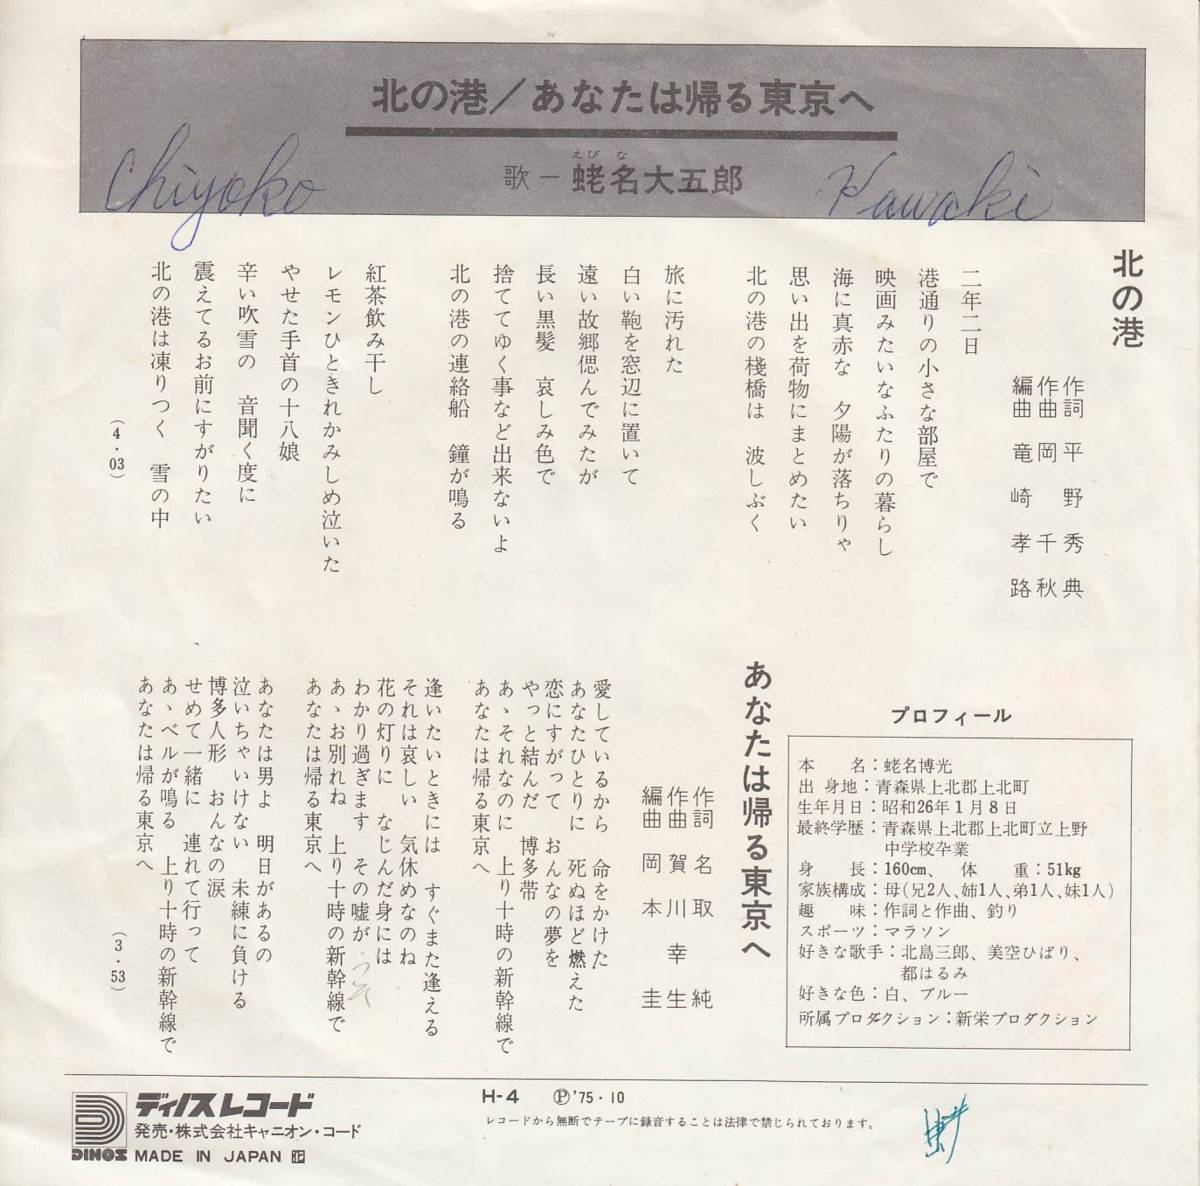 北の港／あなたは帰る東京へ
歌－蛯名大五郎
えびな
Chiyoko
Kawaki
北の港
作詞 平野秀典
作曲 岡千秋
編曲 竜崎孝路
二年二日
港通りの小さな部屋で
映画みたいなふたりの暮らし
海に真赤な 夕陽が落ちりゃ
思い出を荷物にまとめたい
北の港の棧橋は 波しぶく
旅に汚れた
白い鞄を窓辺に置いて
遠い故郷偲んでみたが
長い黒髪 哀しみ色で
捨ててゆく事など出来ないよ
北の港の連絡船 鐘が鳴る
紅茶飲み干し
レモンひときれかみしめ泣いた
やせた手首の十八娘
辛い吹雪の 音聞く度に
震えてるお前にすがりたい
北の港は凍りつく 雪の中
(4・03)
あなたは帰る東京へ
作詞 名取純
作曲 賀川幸生
編曲 岡本圭
愛しているから 命をかけた
あなたひとりに 死ぬほど燃えた
恋にすがって おんなの夢を
やっと結んだ 博多帯
あゝそれなのに 上り十時の新幹線で
あなたは帰る東京へ
逢いたいときには すぐまた逢える
それは哀しい 気休めなのね
花の灯りに なじんだ身には
わかり過ぎます その嘘が
うそ
あゝお別れね 上り十時の新幹線で
あなたは帰る東京へ
あなたは男よ 明日があるの
泣いちゃいけない 未練に負ける
博多人形 おんなの涙
せめて一緒に 連れて行って
あゝベルが鳴る 上り十時の新幹線で
あなたは帰る東京へ
(3・53)
プロフィール
本名：蛯名博光
出身地：青森県上北郡上北町
生年月日：昭和26年1月8日
最終学歴：青森県上北郡上北町立上野
中学校卒業
身長：160cm、体重：51kg
家族構成：母(兄2人、姉1人、弟1人、妹1人)
趣味：作詞と作曲、釣り
スポーツ：マラソン
好きな歌手：北島三郎、美空ひばり、
都はるみ
好きな色：白、ブルー
所属プロダクション：新栄プロダクション
ディノスレコード
発売・株式会社キャニオン・レコード
DINOS MADE IN JAPAN
H-4 Ⓟ'75・10
レコードから無断でテープに録音することは法律で禁じられております。